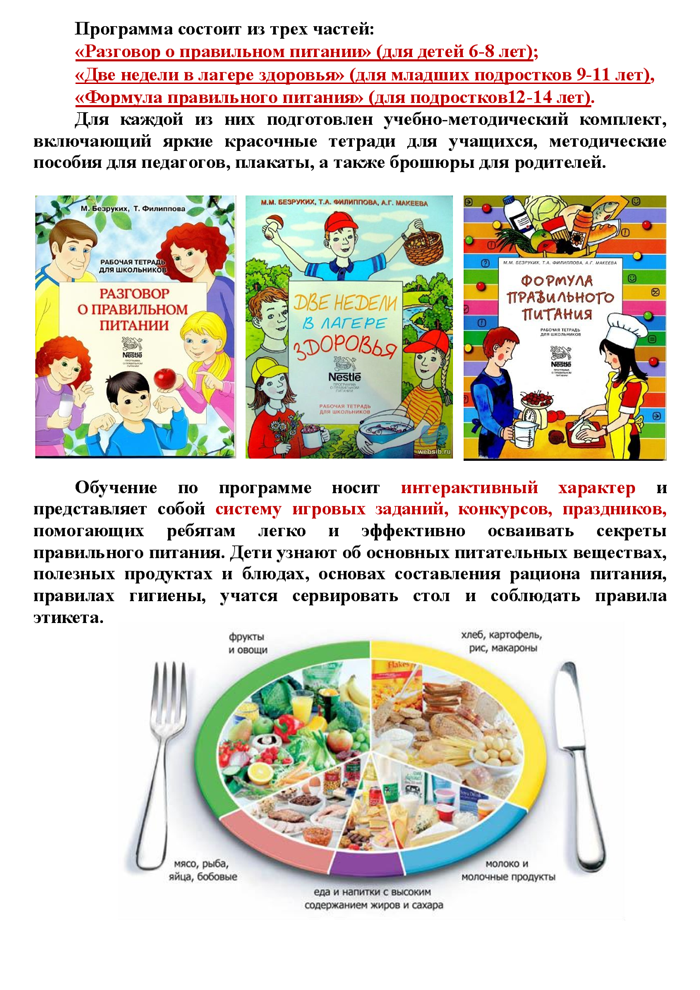 Программа состоит из трех частей:
«Разговор о правильном питании» (для детей 6-8 лет);
«Две недели в лагере здоровья» (для младших подростков 9-11 лет),
«Формула правильного питания» (для подростков12-14 лет).
Для каждой из них подготовлен учебно-методический комплект,
включающий яркие красочные тетради для учащихся, методические
пособия для педагогов, плакаты, а также брошюры для родителей.
М. Безруких, Т. Филиппова
РАБОЧАЯ ТЕТРАДЬ
ДЛЯ ШКОЛЬНИКОВ
РАЗГОВОР
О ПРАВИЛЬНОМ
ПИТАНИИ
Nestlé
М.М. БЕЗРУКИХ, Т.А. ФИЛИППОВА, А.Г. МАКЕЕВА
ДВЕ НЕДЕЛИ
В ЛАГЕРЕ
ЗДОРОВЬЯ
Nestlé
РАБОЧАЯ ТЕТРАДЬ
ДЛЯ ШКОЛЬНИКОВ
websib.ru
М.М. БЕЗРУКИХ, Т.А. ФИЛИППОВА, А.Г. МАКЕЕВА
ФОРМУЛА
ПРАВИЛЬНОГО
ПИТАНИЯ
РАБОЧАЯ ТЕТРАДЬ
ДЛЯ ШКОЛЬНИКОВ
Nestlé
Обучение по программе носит интерактивный характер и
представляет собой систему игровых заданий, конкурсов, праздников,
помогающих ребятам легко и эффективно осваивать секреты
правильного питания. Дети узнают об основных питательных веществах,
полезных продуктах и блюдах, основах составления рациона питания,
правилах гигиены, учатся сервировать стол и соблюдать правила
этикета.
фрукты
и овощи
хлеб, картофель,
рис, макароны
мясо, рыба,
яйца, бобовые
еда и напитки с высоким
содержанием жиров и сахара
молоко и
молочные продукты